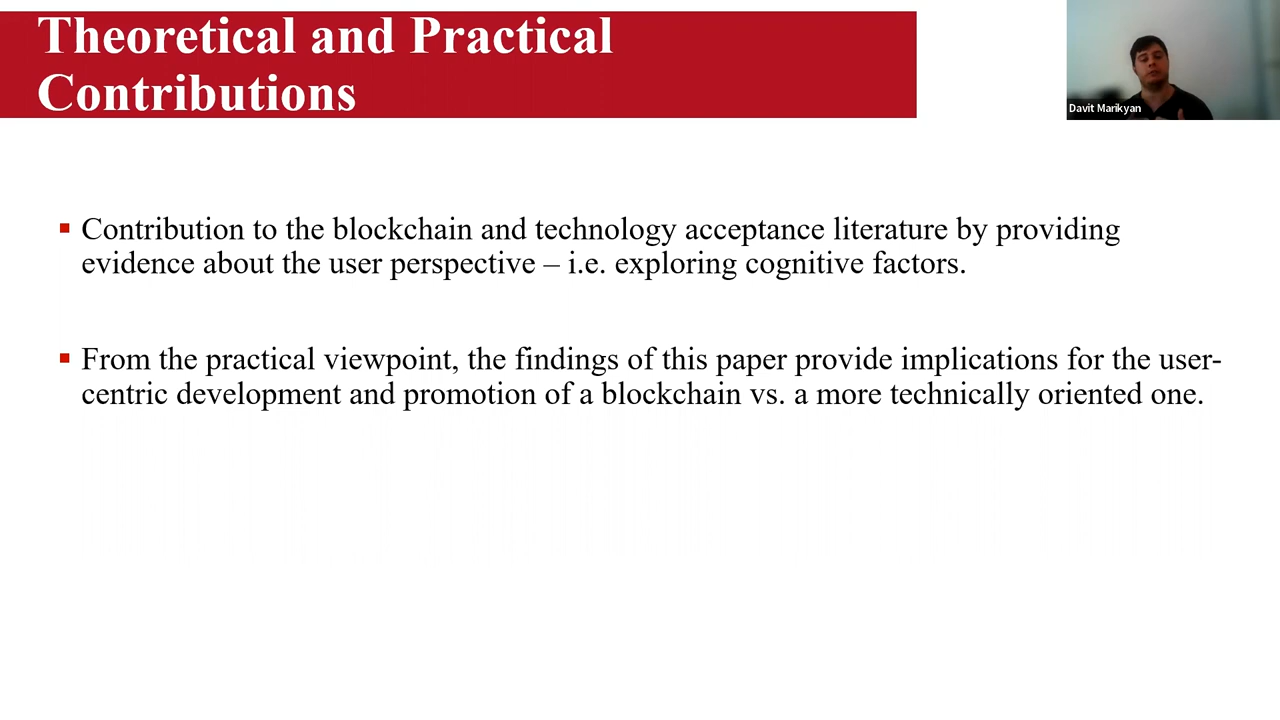 Theoretical and Practical
Contributions
Davit Marikyan
Contribution to the blockchain and technology acceptance literature by providing
evidence about the user perspective – i.e. exploring cognitive factors.
From the practical viewpoint, the findings of this paper provide implications for the user-
centric development and promotion of a blockchain vs. a more technically oriented one.